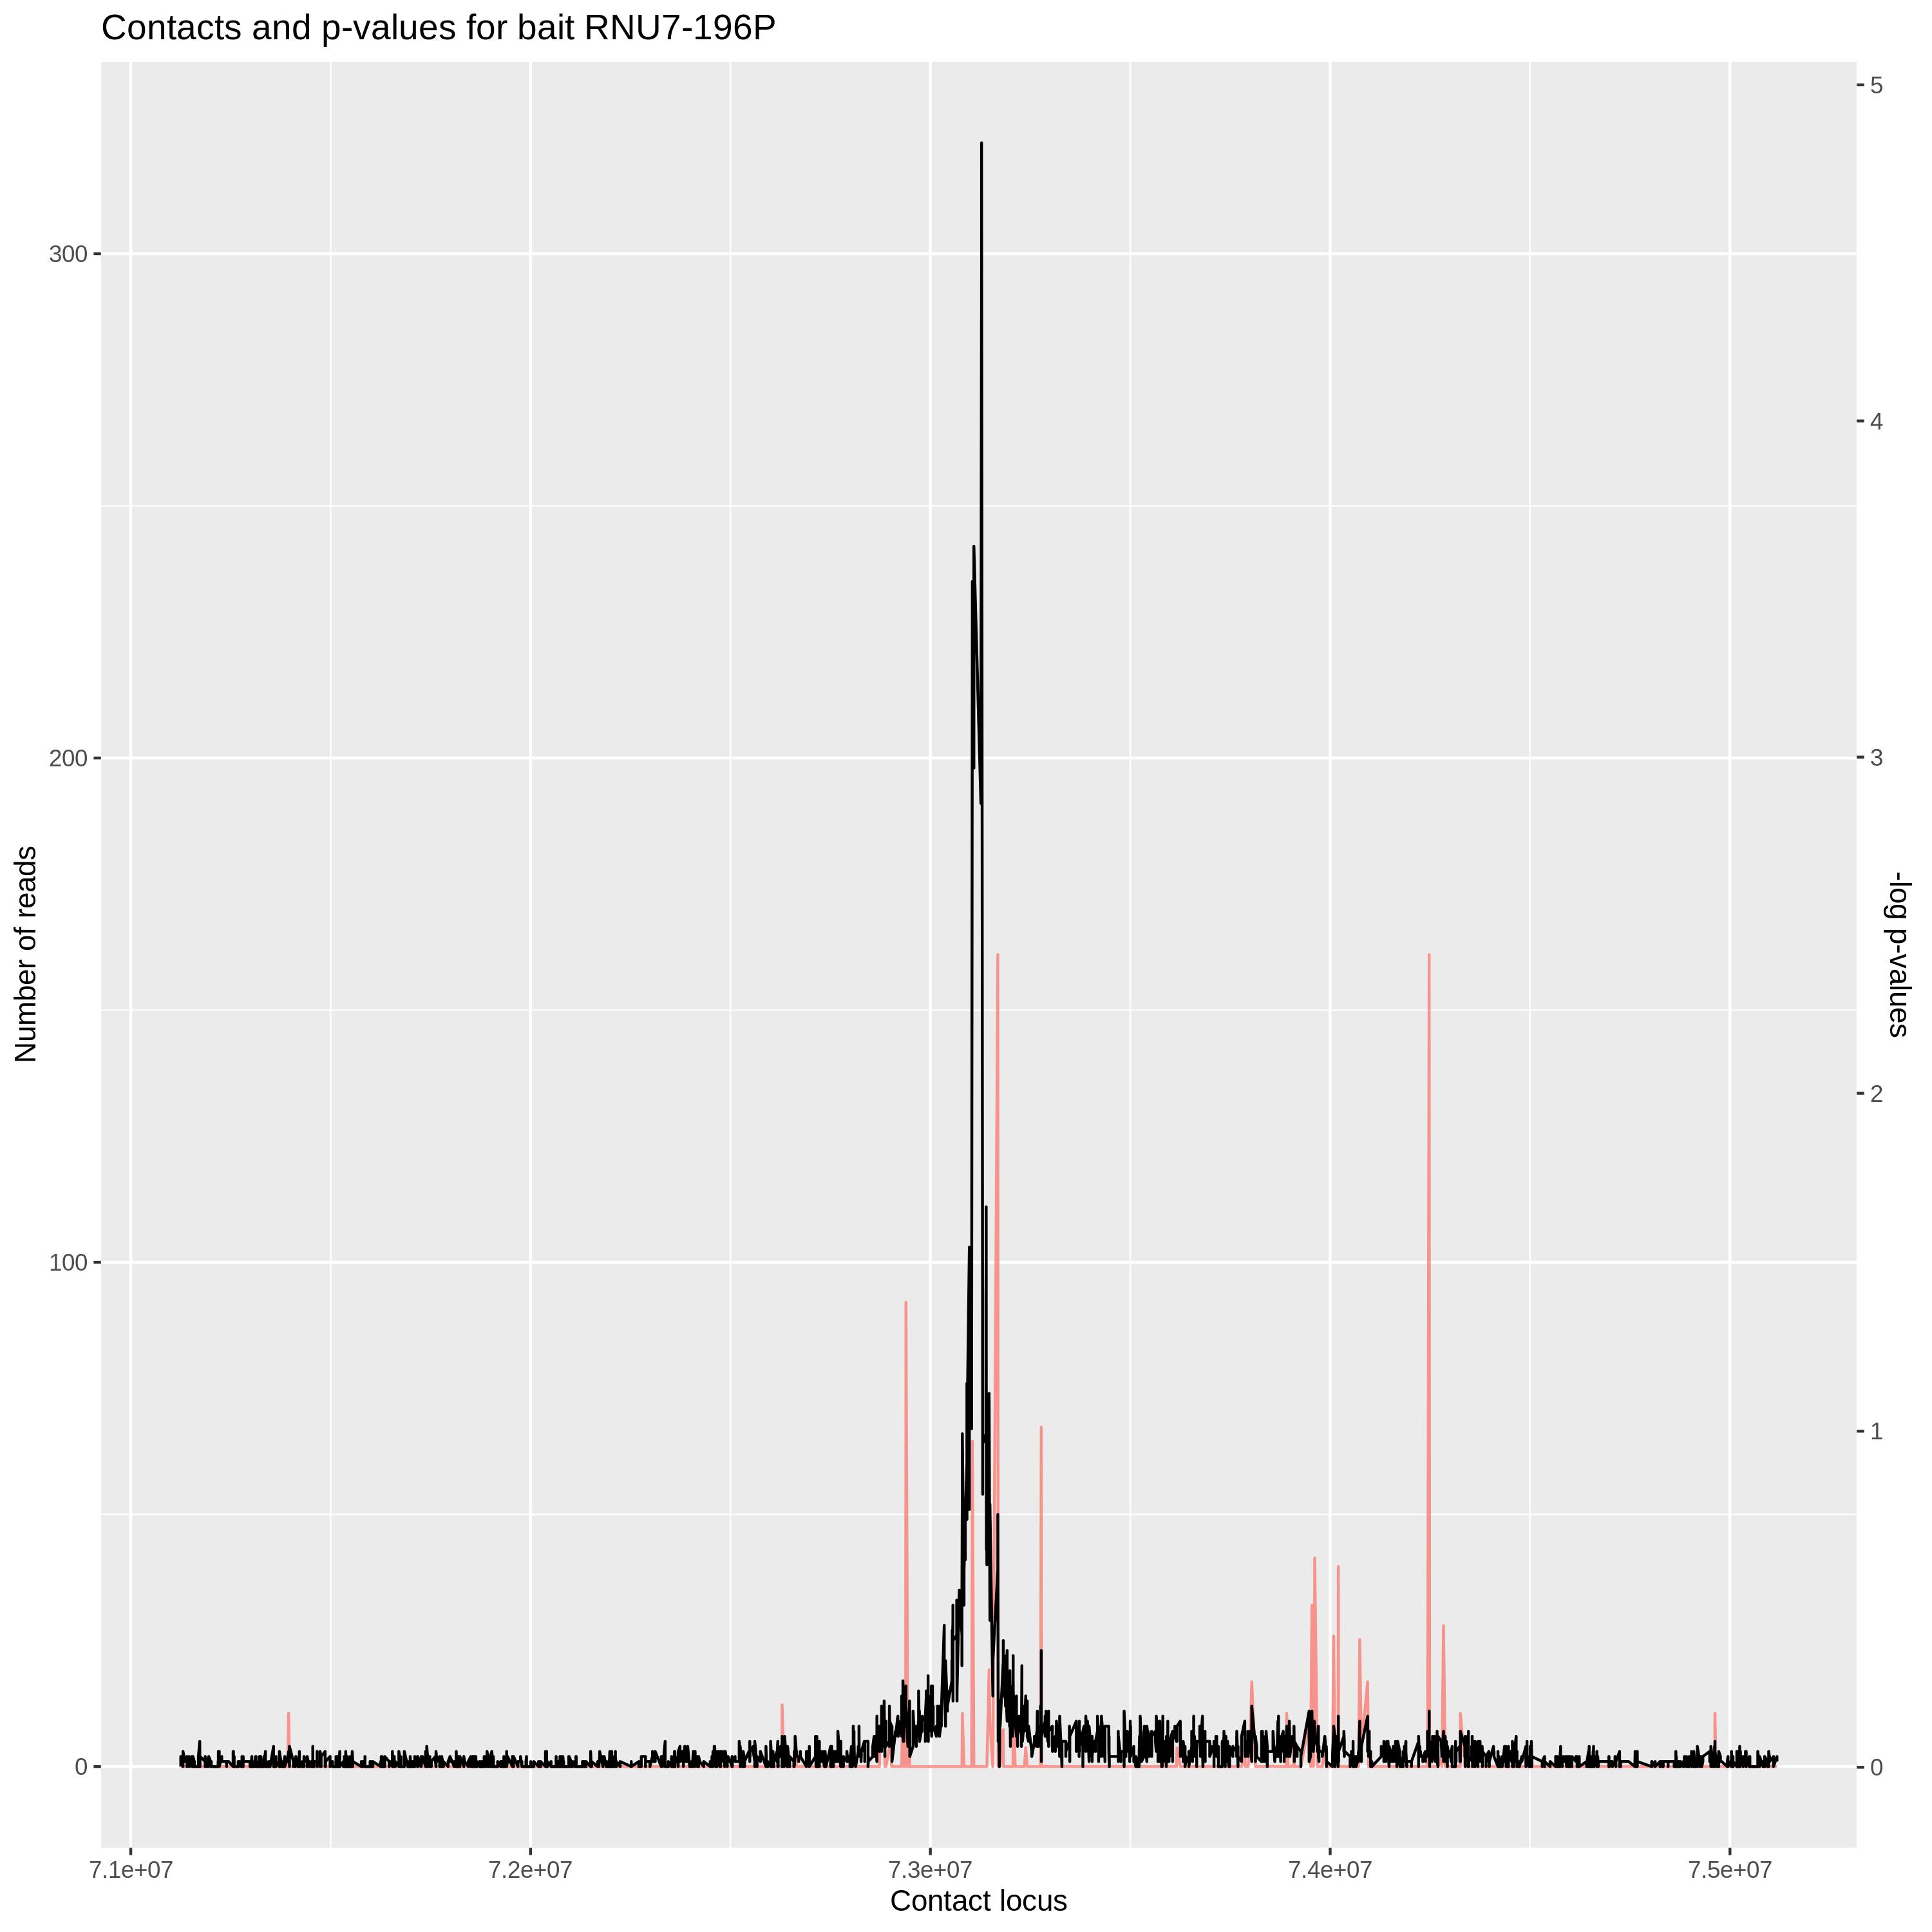 Contacts and p-values for bait RNU7-196P
Number of reads
300
200
100
0
5
4
3
2
1
0
-log p-values
7.1e+07
7.2e+07
7.3e+07
7.4e+07
7.5e+07
Contact locus